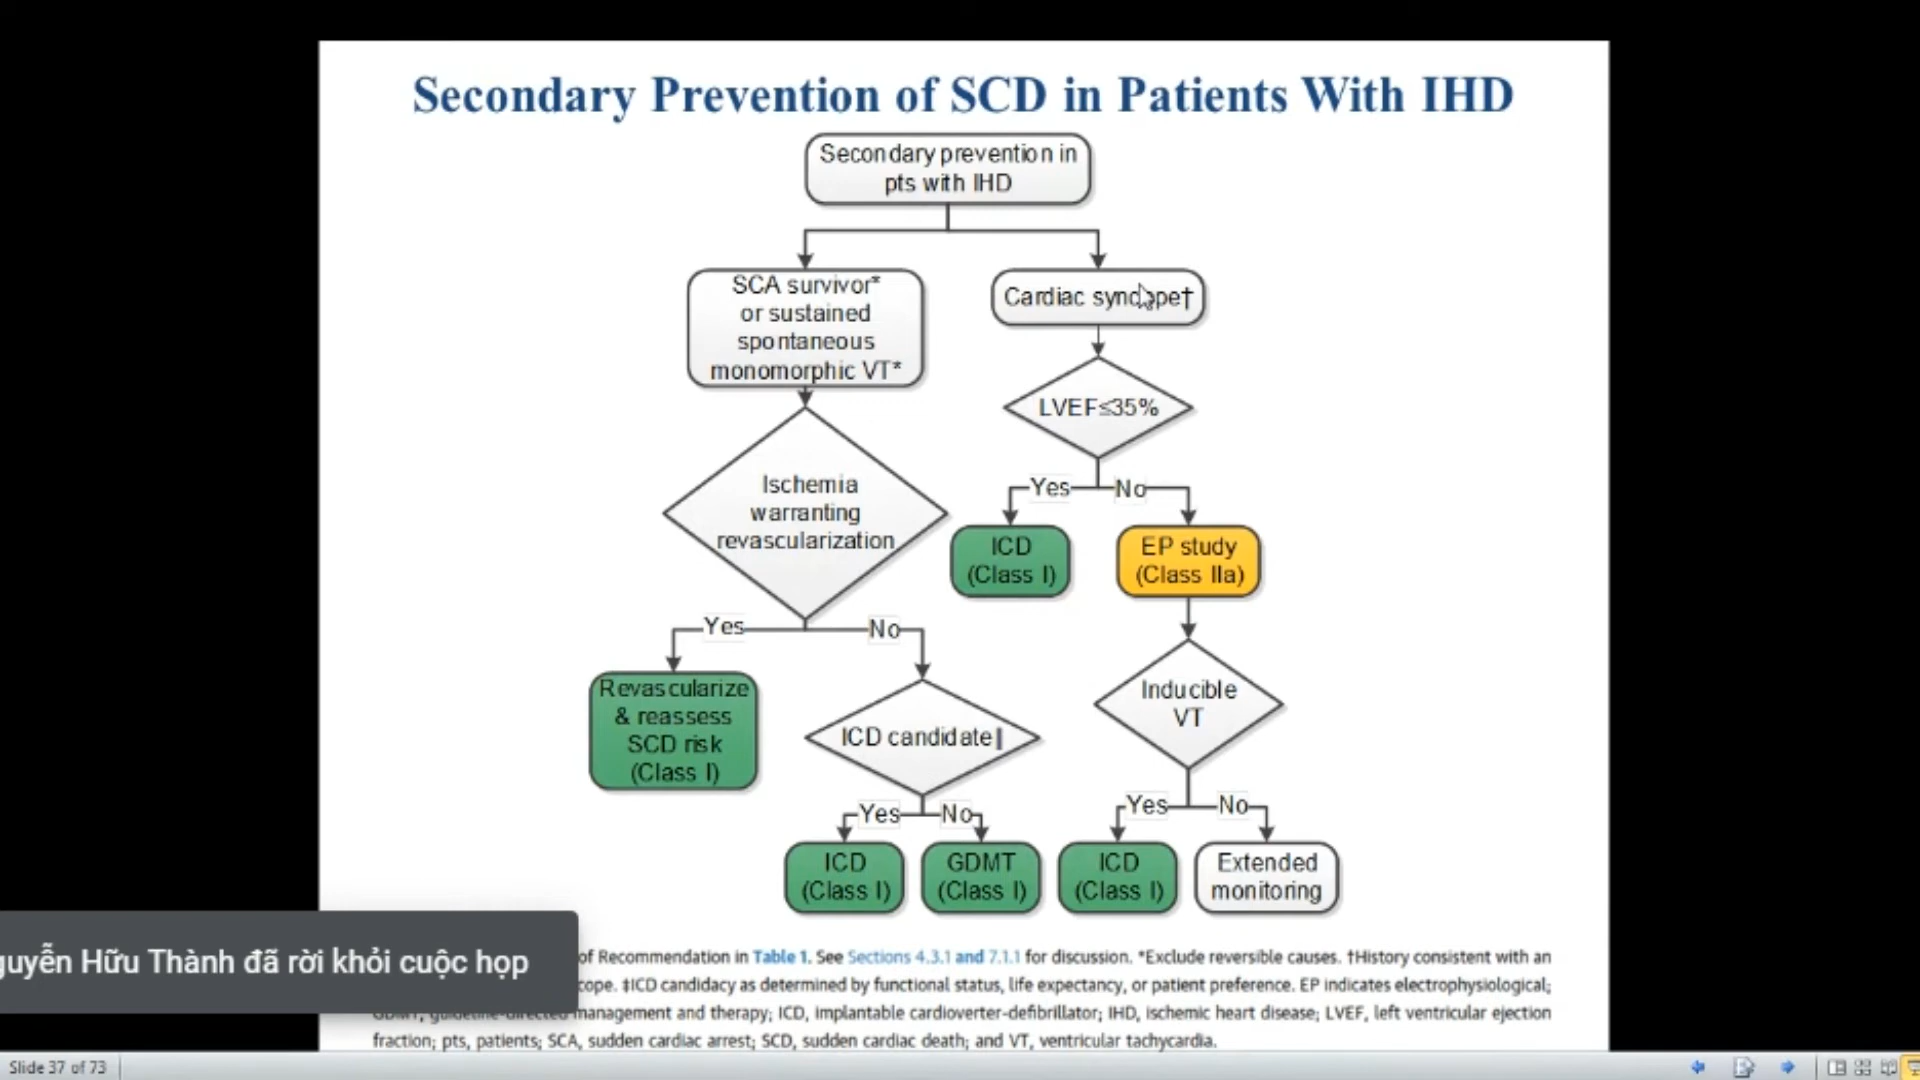 Secondary Prevention of SCD in Patients With IHD
Secondary prevention in
pts with IHD
SCA survivor*
or sustained
spontaneous
monomorphic VT*
Cardiac syncope†
LVEF≤35%
Yes
No
Ischemia
warranting
revascularization
ICD
(Class I)
EP study
(Class IIa)
Yes
No
Revascularize
& reassess
SCD risk
(Class I)
ICD candidate‖
Inducible
VT
Yes
No
Yes
No
ICD
(Class I)
GDMT
(Class I)
ICD
(Class I)
Extended
monitoring
of Recommendation in Table 1. See Sections 4.3.1 and 7.1.1 for discussion. *Exclude reversible causes. †History consistent with an
cope. ‡ICD candidacy as determined by functional status, life expectancy, or patient preference. EP indicates electrophysiological;
GDMT, guideline-directed management and therapy; ICD, implantable cardioverter-defibrillator; IHD, ischemic heart disease; LVEF, left ventricular ejection
fraction; pts, patients; SCA, sudden cardiac arrest; SCD, sudden cardiac death; and VT, ventricular tachycardia.
guyễn Hữu Thành đã rời khỏi cuộc họp
Slide 37 of 73